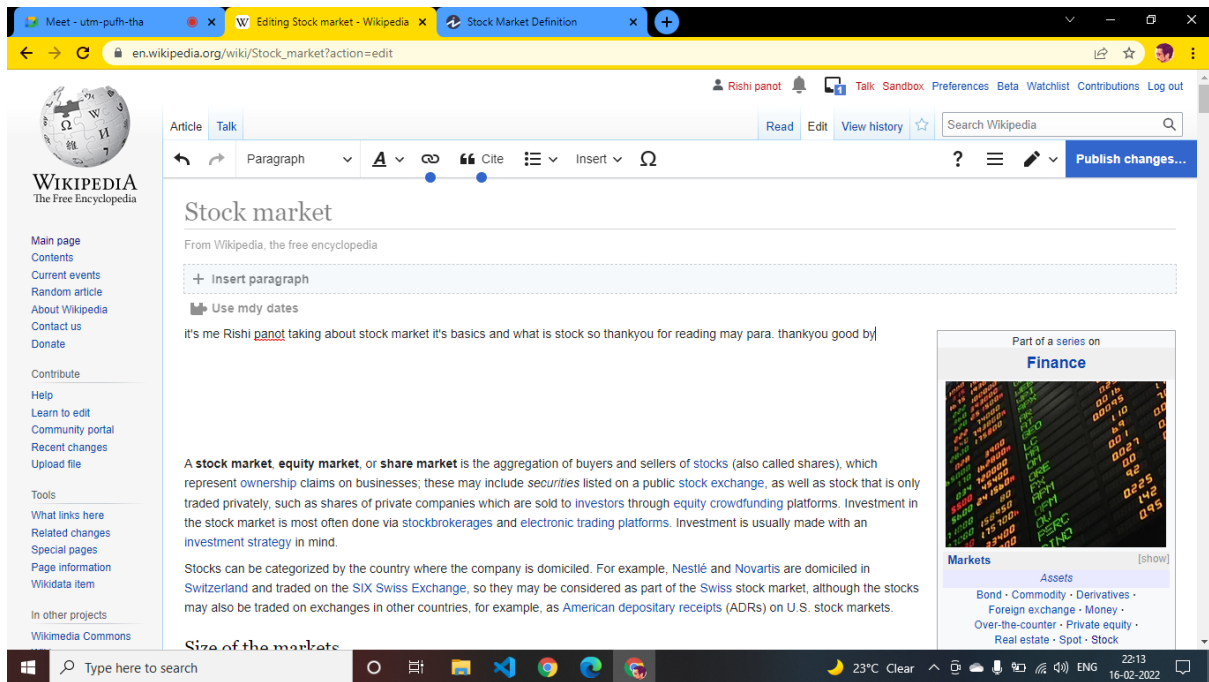 Meet - utm-pufh-tha
Editing Stock market - Wikipedia
Stock Market Definition
en.wikipedia.org/wiki/Stock_market?action=edit
Rishi panot 1 Talk Sandbox Preferences Beta Watchlist Contributions Log out
Article Talk Read Edit View history Search Wikipedia
Paragraph A Cite Insert Ω ? Publish changes...
WIKIPEDIA
The Free Encyclopedia
Main page
Contents
Current events
Random article
About Wikipedia
Contact us
Donate
Contribute
Help
Learn to edit
Community portal
Recent changes
Upload file
Tools
What links here
Related changes
Special pages
Page information
Wikidata item
In other projects
Wikimedia Commons
Stock market
From Wikipedia, the free encyclopedia
+ Insert paragraph
Use mdy dates
it's me Rishi panot taking about stock market it's basics and what is stock so thankyou for reading may para. thankyou good by
A stock market, equity market, or share market is the aggregation of buyers and sellers of stocks (also called shares), which
represent ownership claims on businesses; these may include securities listed on a public stock exchange, as well as stock that is only
traded privately, such as shares of private companies which are sold to investors through equity crowdfunding platforms. Investment in
the stock market is most often done via stockbrokerages and electronic trading platforms. Investment is usually made with an
investment strategy in mind.
Stocks can be categorized by the country where the company is domiciled. For example, Nestlé and Novartis are domiciled in
Switzerland and traded on the SIX Swiss Exchange, so they may be considered as part of the Swiss stock market, although the stocks
may also be traded on exchanges in other countries, for example, as American depositary receipts (ADRs) on U.S. stock markets.
Size of the markets
Part of a series on
Finance
Markets [show]
Assets
Bond · Commodity · Derivatives ·
Foreign exchange · Money ·
Over-the-counter · Private equity ·
Real estate · Spot · Stock
Type here to search
23°C Clear ENG 22:13
16-02-2022